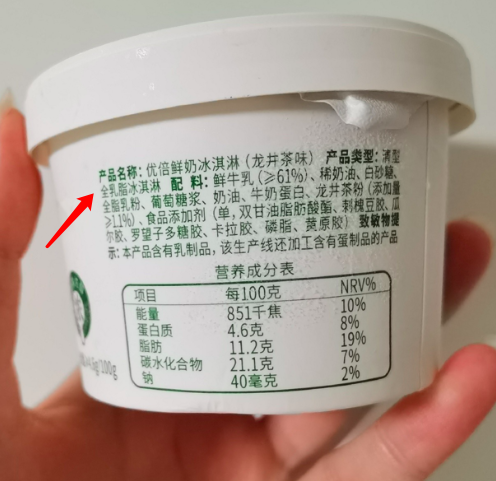 产品名称：优倍鲜奶冰淇淋（龙井茶味） 产品类型：清型
全乳脂冰淇淋 配 料：鲜牛乳（≥61%）、稀奶油、白砂糖、
全脂乳粉、葡萄糖浆、奶油、牛奶蛋白、龙井茶粉（添加量
≥1.1%）、食品添加剂（单，双甘油脂肪酸酯、刺槐豆胶、瓜
尔胶、罗望子多糖胶、卡拉胶、磷脂、黄原胶） 致敏物提
示：本产品含有乳制品，该生产线还加工含有蛋制品的产品
营养成分表
项目 每100克 NRV%
能量 851千焦 10%
蛋白质 4.6克 8%
脂肪 11.2克 19%
碳水化合物 21.1克 7%
钠 40毫克 2%